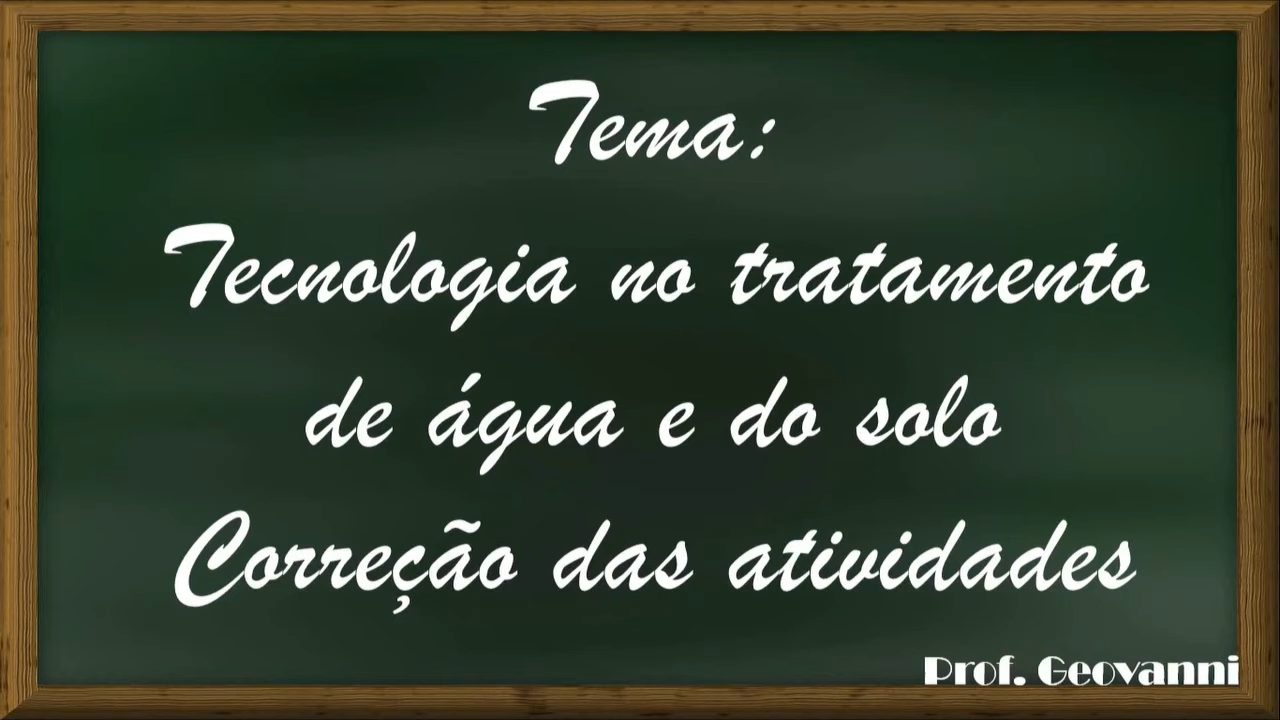 Tema:
Tecnologia no tratamento
de água e do solo
Correção das atividades
Prof. Geovanni